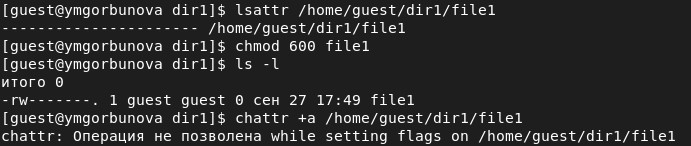 [guest@ymgorbunova dir1]$ lsattr /home/guest/dir1/file1
---------------------- /home/guest/dir1/file1
[guest@ymgorbunova dir1]$ chmod 600 file1
[guest@ymgorbunova dir1]$ ls -l
итого 0
-rw-------. 1 guest guest 0 сен 27 17:49 file1
[guest@ymgorbunova dir1]$ chattr +a /home/guest/dir1/file1
chattr: Операция не позволена while setting flags on /home/guest/dir1/file1